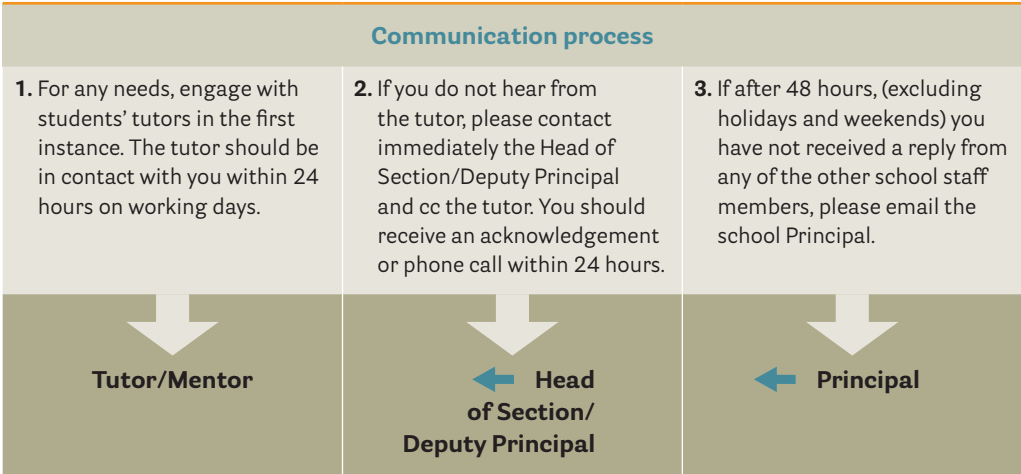 Communication process
1. For any needs, engage with
students’ tutors in the first
instance. The tutor should be
in contact with you within 24
hours on working days.
2. If you do not hear from
the tutor, please contact
immediately the Head of
Section/Deputy Principal
and cc the tutor. You should
receive an acknowledgement
or phone call within 24 hours.
3. If after 48 hours, (excluding
holidays and weekends) you
have not received a reply from
any of the other school staff
members, please email the
school Principal.
Tutor/Mentor
Head
of Section/
Deputy Principal
Principal